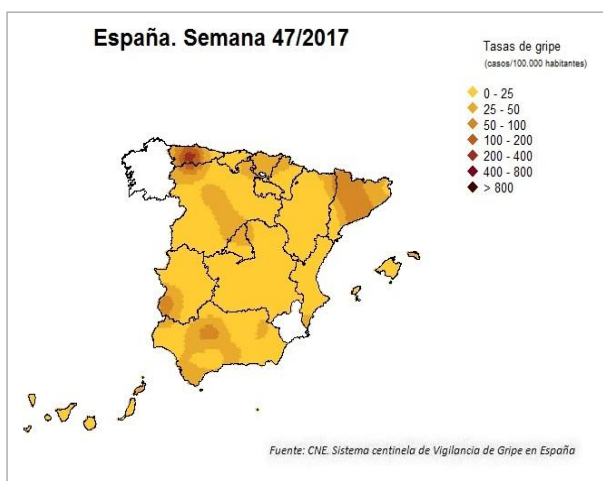 España. Semana 47/2017
Tasas de gripe
(casos/100.000 habitantes)
0 - 25
25 - 50
50 - 100
100 - 200
200 - 400
400 - 800
> 800
Fuente: CNE. Sistema centinela de Vigilancia de Gripe en España